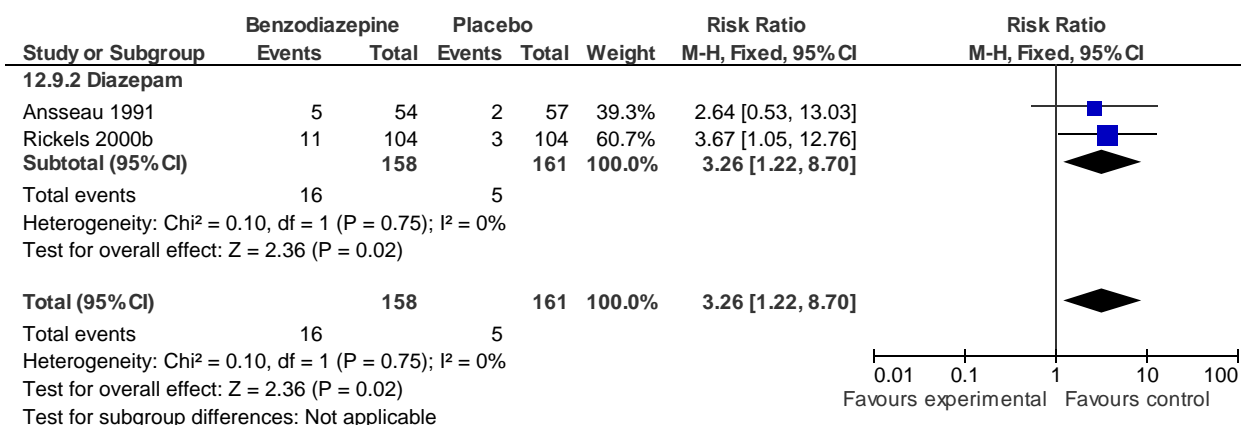 Benzodiazepine Placebo Risk Ratio Risk Ratio
Study or Subgroup Events Total Events Total Weight M-H, Fixed, 95% CI M-H, Fixed, 95% CI
12.9.2 Diazepam
Ansseau 1991 5 54 2 57 39.3% 2.64 [0.53, 13.03]
Rickels 2000b 11 104 3 104 60.7% 3.67 [1.05, 12.76]
Subtotal (95% CI) 158 161 100.0% 3.26 [1.22, 8.70]
Total events 16 5
Heterogeneity: Chi² = 0.10, df = 1 (P = 0.75); I² = 0%
Test for overall effect: Z = 2.36 (P = 0.02)
Total (95% CI) 158 161 100.0% 3.26 [1.22, 8.70]
Total events 16 5
Heterogeneity: Chi² = 0.10, df = 1 (P = 0.75); I² = 0%
Test for overall effect: Z = 2.36 (P = 0.02)
Test for subgroup differences: Not applicable
0.01 0.1 1 10 100
Favours experimental Favours control